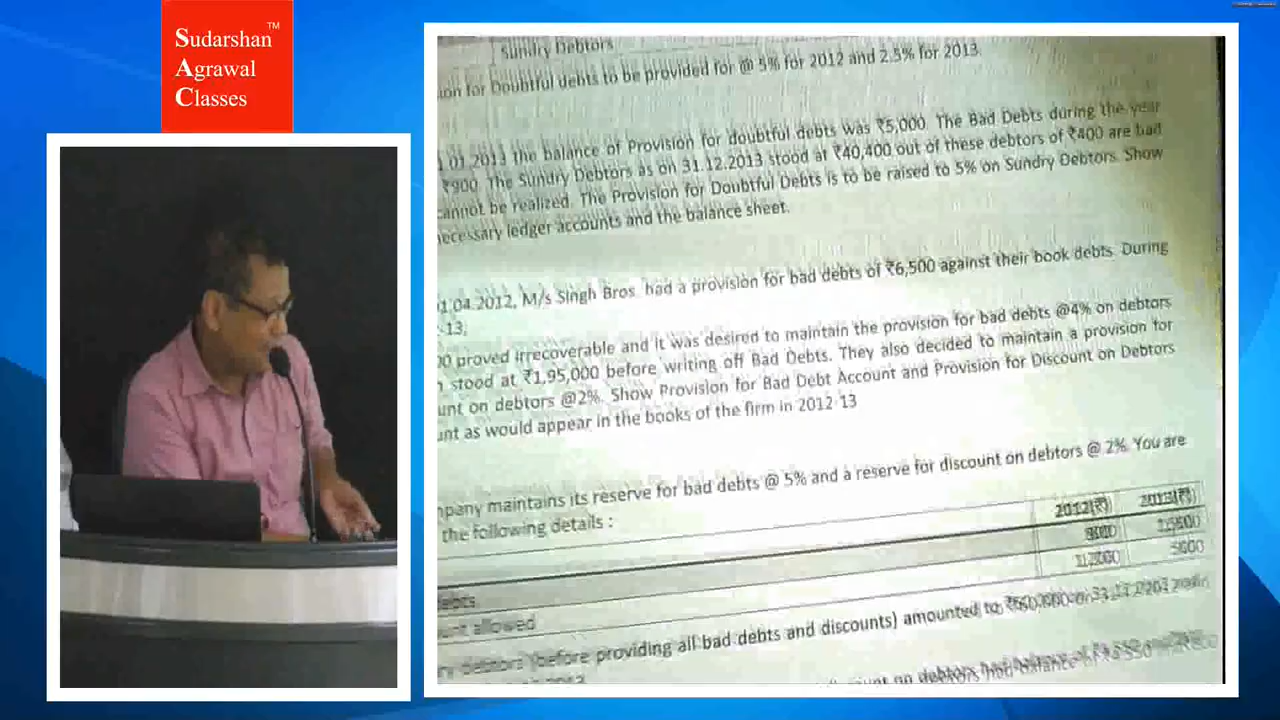 Sudarshan™
Agrawal
Classes
Sundry Debtors
ion for Doubtful debts to be provided for @ 5% for 2012 and 2.5% for 2013.
1.01.2013 the balance of Provision for doubtful debts was ₹5,000. The Bad Debts during the year
₹900. The Sundry Debtors as on 31.12.2013 stood at ₹40,400 out of these debtors of ₹400 are bad
cannot be realized. The Provision for Doubtful Debts is to be raised to 5% on Sundry Debtors. Show
necessary ledger accounts and the balance sheet.
01.04.2012, M/s Singh Bros. had a provision for bad debts of ₹6,500 against their book debts. During
-13,
00 proved irrecoverable and it was desired to maintain the provision for bad debts @4% on debtors
h stood at ₹1,95,000 before writing off Bad Debts. They also decided to maintain a provision for
unt on debtors @2%. Show Provision for Bad Debt Account and Provision for Discount on Debtors
unt as would appear in the books of the firm in 2012-13
mpany maintains its reserve for bad debts @ 5% and a reserve for discount on debtors @ 2%. You are
the following details :
2012(₹) 2013(₹)
debts
unt allowed
debtors (before providing all bad debts and discounts) amounted to
on debtors had balance of